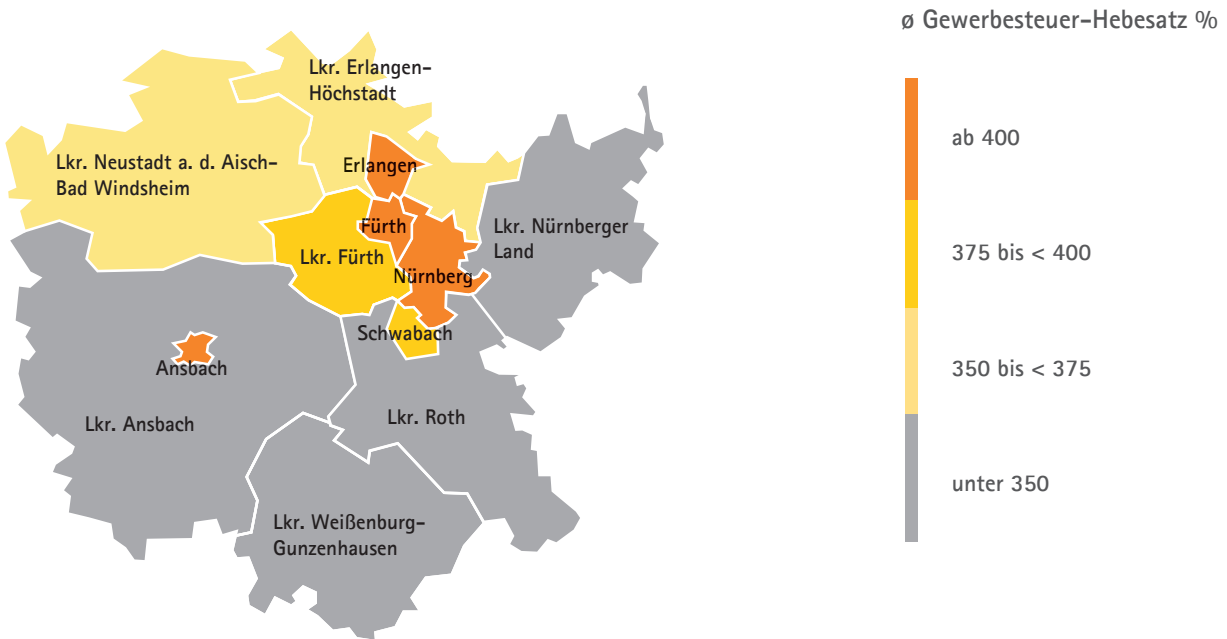 ø Gewerbesteuer-Hebesatz %
Lkr. Erlangen-
Höchstadt
Lkr. Neustadt a. d. Aisch-
Bad Windsheim
Erlangen
Fürth
Lkr. Nürnberger
Land
Lkr. Fürth
Nürnberg
Schwabach
Ansbach
Lkr. Ansbach
Lkr. Roth
Lkr. Weißenburg-
Gunzenhausen
ab 400
375 bis < 400
350 bis < 375
unter 350